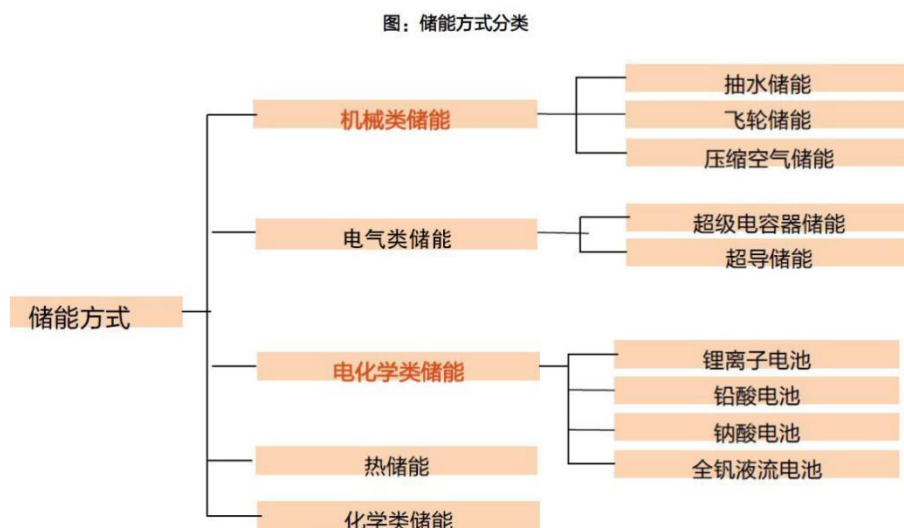 图：储能方式分类
储能方式
机械类储能
抽水储能
飞轮储能
压缩空气储能
电气类储能
超级电容器储能
超导储能
电化学类储能
锂离子电池
铅酸电池
钠酸电池
全钒液流电池
热储能
化学类储能